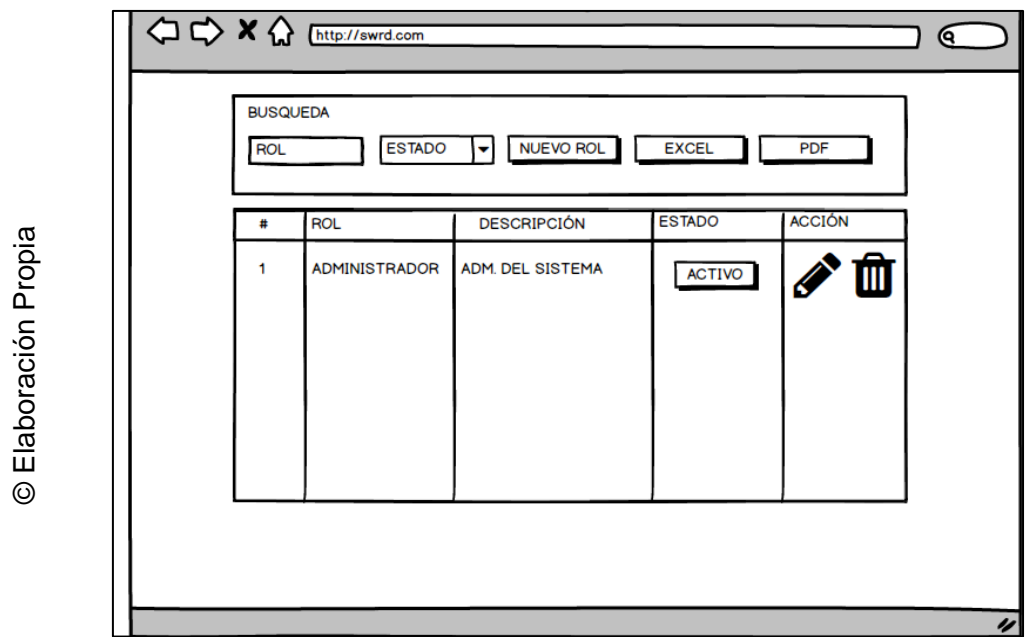 http://swrd.com
BUSQUEDA
ROL ESTADO NUEVO ROL EXCEL PDF
# ROL DESCRIPCIÓN ESTADO ACCIÓN
1 ADMINISTRADOR ADM. DEL SISTEMA ACTIVO
© Elaboración Propia